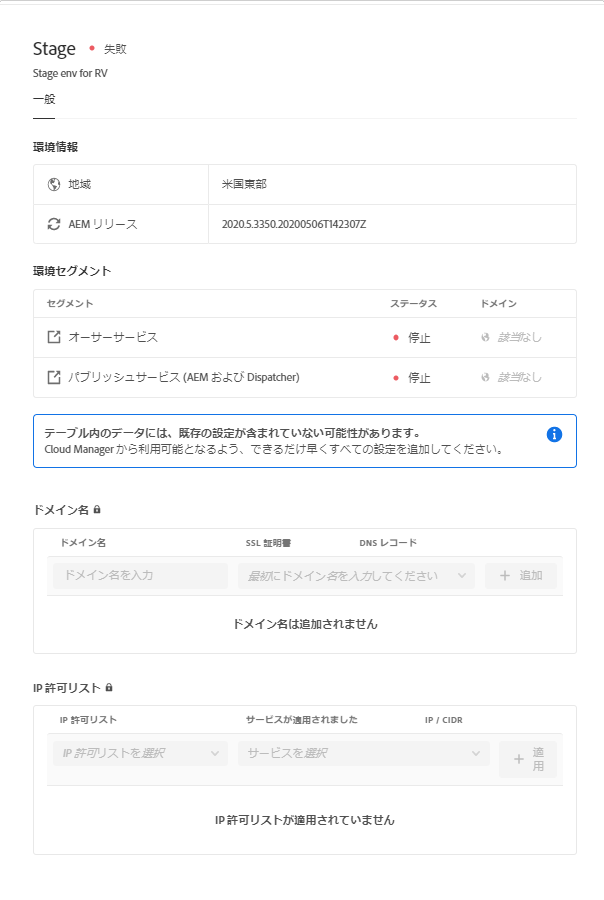 Stage 失敗
Stage env for RV
一般
環境情報
地域 米国東部
AEM リリース 2020.5.3350.20200506T142307Z
環境セグメント
セグメント ステータス ドメイン
オーサーサービス 停止 該当なし
パブリッシュサービス (AEM および Dispatcher) 停止 該当なし
テーブル内のデータには、既存の設定が含まれていない可能性があります。
Cloud Manager から利用可能となるよう、できるだけ早くすべての設定を追加してください。
ドメイン名
ドメイン名 SSL 証明書 DNS レコード
ドメイン名を入力 最初にドメイン名を入力してください 追加
ドメイン名は追加されません
IP 許可リスト
IP 許可リスト サービスが適用されました IP / CIDR
IP 許可リストを選択 サービスを選択 適
用
IP 許可リストが適用されていません